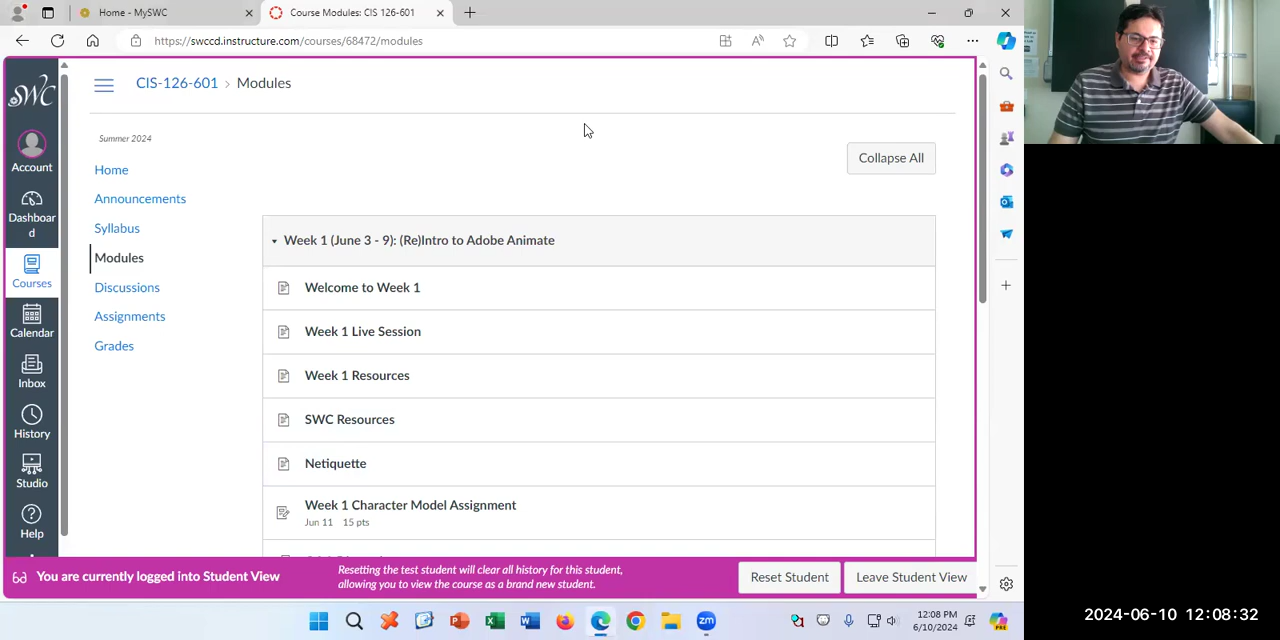 Home - MySWC
Course Modules: CIS 126-601
https://swccd.instructure.com/courses/68472/modules
SWC
CIS-126-601 › Modules
Account
Dashboar
d
Courses
Calendar
Inbox
History
Studio
Help
Summer 2024
Home
Announcements
Syllabus
Modules
Discussions
Assignments
Grades
Collapse All
Week 1 (June 3 - 9): (Re)Intro to Adobe Animate
Welcome to Week 1
Week 1 Live Session
Week 1 Resources
SWC Resources
Netiquette
Week 1 Character Model Assignment
Jun 11 15 pts
You are currently logged into Student View
Resetting the test student will clear all history for this student,
allowing you to view the course as a brand new student.
Reset Student
Leave Student View
zm
12:08 PM
6/10/2024
PRE
2024-06-10 12:08:32